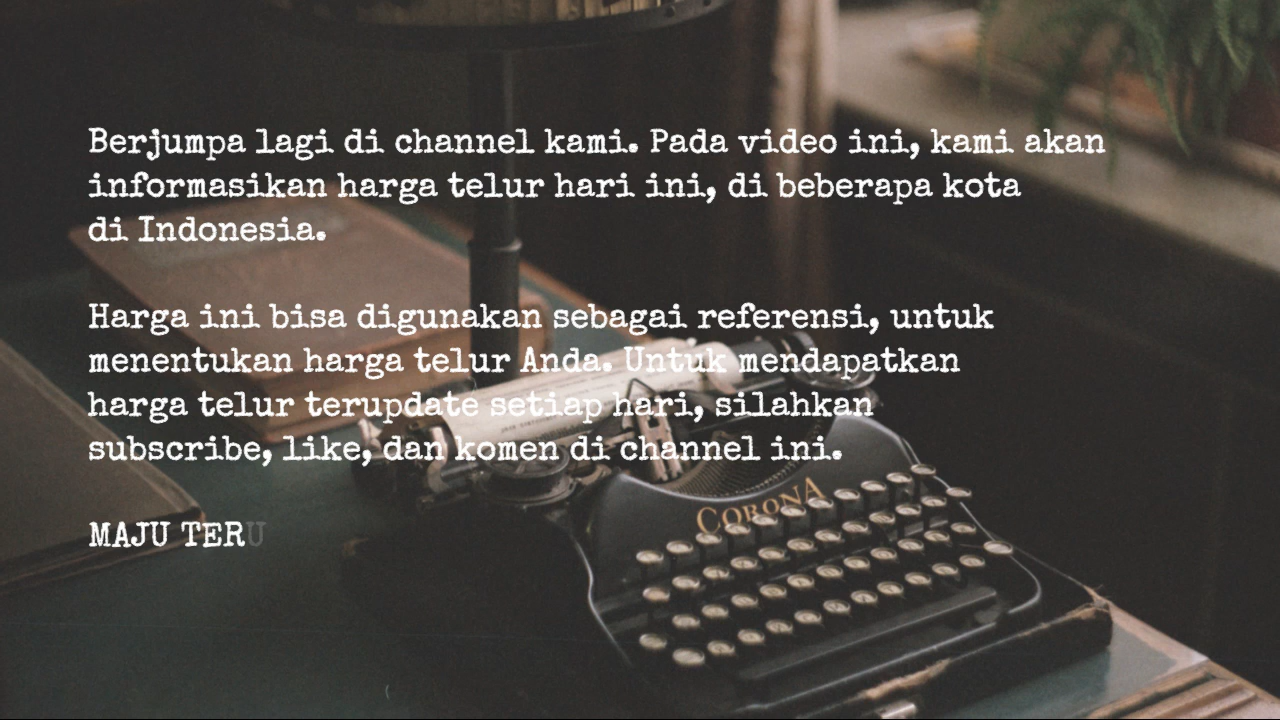 Berjumpa lagi di channel kami. Pada video ini, kami akan
informasikan harga telur hari ini, di beberapa kota
di Indonesia.
Harga ini bisa digunakan sebagai referensi, untuk
menentukan harga telur Anda. Untuk mendapatkan
harga telur terupdate setiap hari, silahkan
subscribe, like, dan komen di channel ini.
MAJU TERU
CORONA